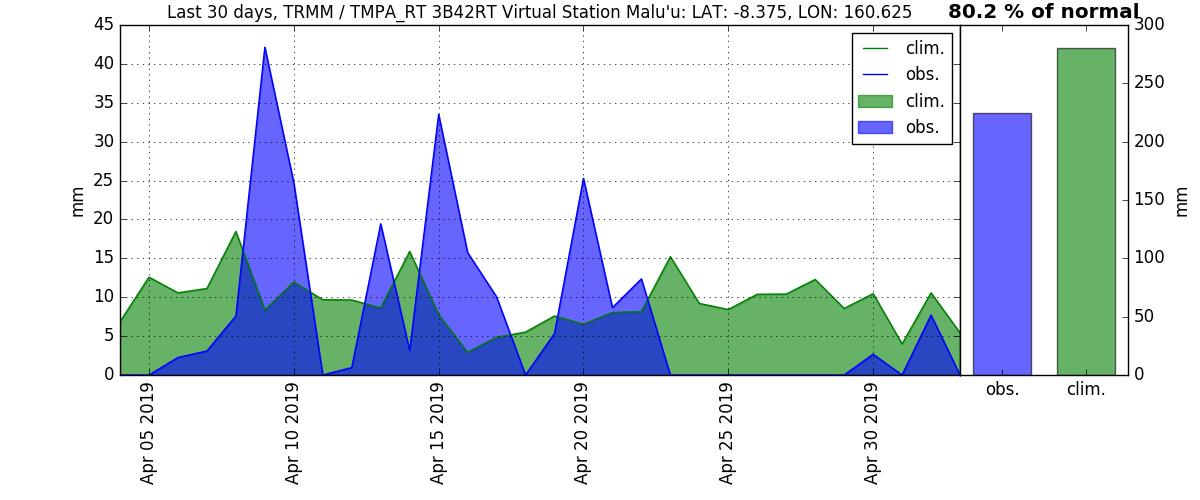 Last 30 days, TRMM / TMPA_RT 3B42RT Virtual Station Malu'u: LAT: -8.375, LON: 160.625
80.2 % of normal
45
40
35
30
25
20
15
10
5
0
mm
clim.
obs.
clim.
obs.
Apr 05 2019
Apr 10 2019
Apr 15 2019
Apr 20 2019
Apr 25 2019
Apr 30 2019
300
250
200
150
100
50
0
mm
obs.
clim.